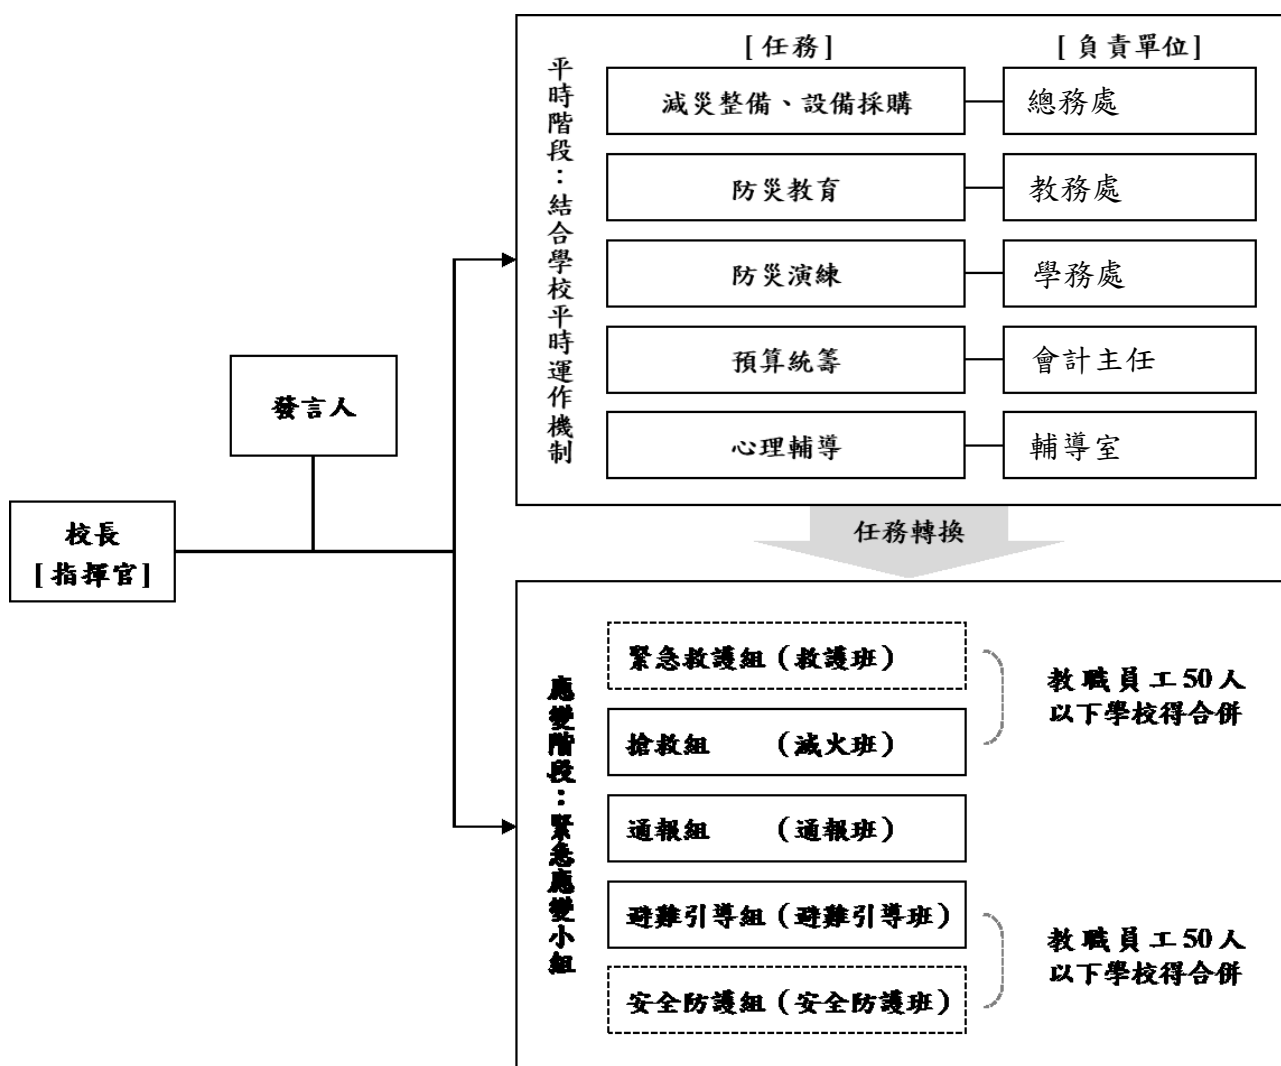 校長
[指揮官]
發言人
平時階段：結合學校平時運作機制
[任務] [負責單位]
減災整備、設備採購 總務處
防災教育 教務處
防災演練 學務處
預算統籌 會計主任
心理輔導 輔導室
任務轉換
應變階段：緊急應變小組
緊急救護組（救護班）
搶救組 （滅火班）
通報組 （通報班）
避難引導組（避難引導班）
安全防護組（安全防護班）
教職員工50人
以下學校得合併
教職員工50人
以下學校得合併